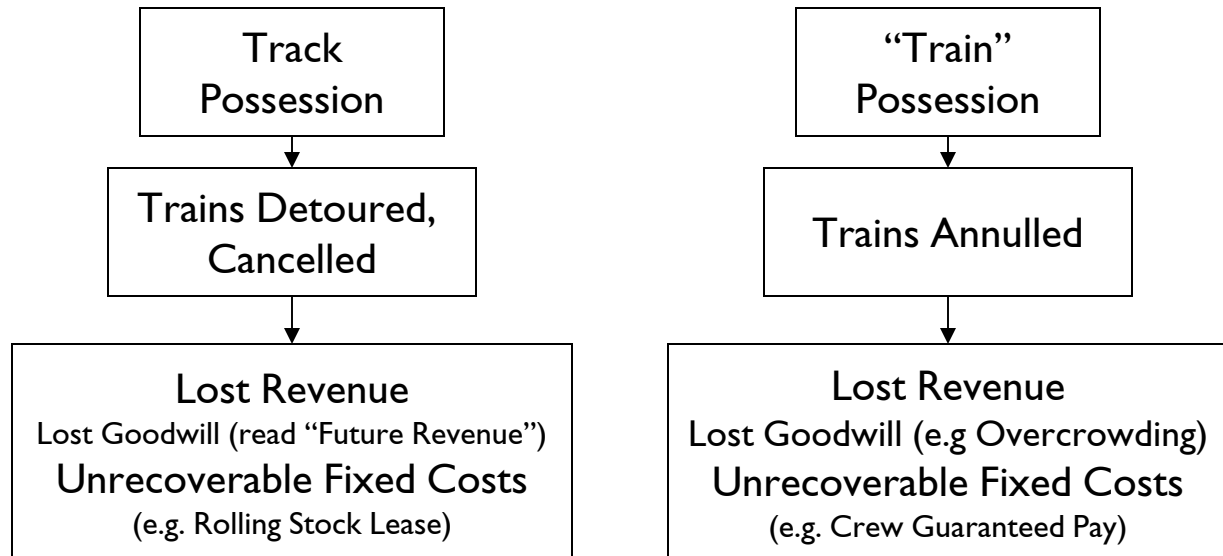 Track
Possession
Trains Detoured,
Cancelled
Lost Revenue
Lost Goodwill (read “Future Revenue”)
Unrecoverable Fixed Costs
(e.g. Rolling Stock Lease)
“Train”
Possession
Trains Annulled
Lost Revenue
Lost Goodwill (e.g Overcrowding)
Unrecoverable Fixed Costs
(e.g. Crew Guaranteed Pay)